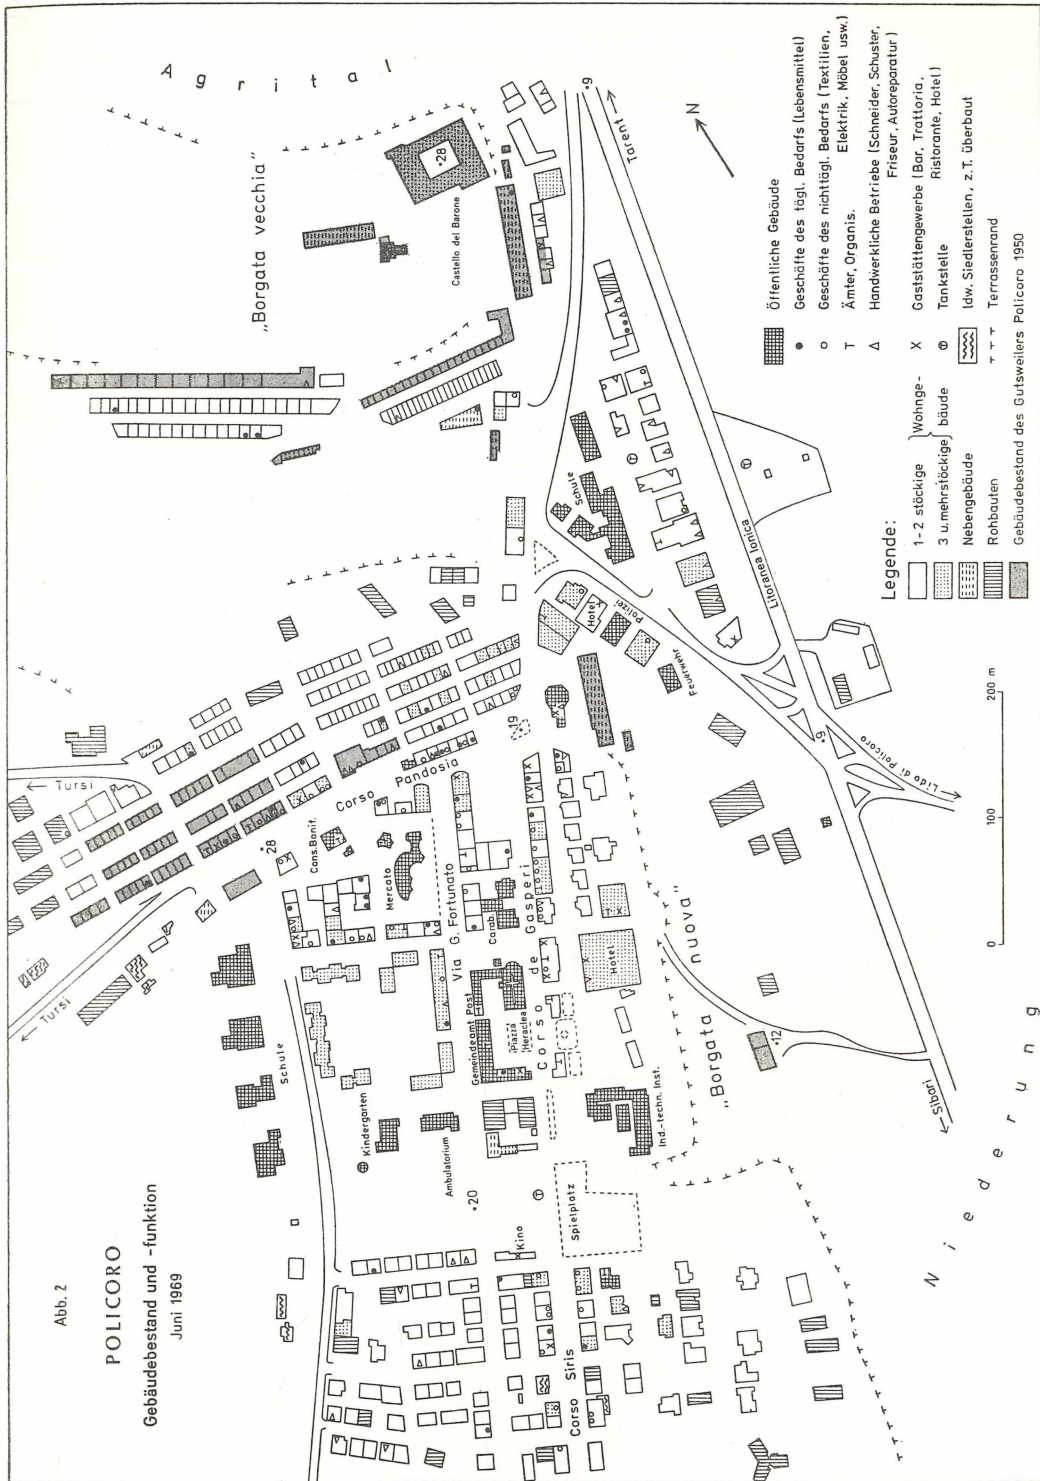 Abb. 2
POLICORO
Gebäudebestand und -funktion
Juni 1969
Agrital
„Borgata vecchia"
Castello del Barone
28
9
Tarent
N
Tursi
Tursi
Corso Pandosia
28
Cons. Bonif.
Mercato
19
Hotel
Polizei
Feuerwehr
Schule
Litoranea Ionica
Via G. Fortunato
Carab.
Corso de Gasperi
Gemeindeamt Post
Piazza
Heraclea
Hotel
Schule
Kindergarten
Ambulatorium
20
Ind.-techn. Inst.
„Borgata nuova"
12
9
Lido di Policoro
Sibari
Spielplatz
Kino
Corso Siris
Niederung
0 100 200 m
Legende:
1-2 stöckige
3 u. mehrstöckige
Wohnge-
bäude
Nebengebäude
Rohbauten
Gebäudebestand des Gutsweilers Policoro 1950
Öffentliche Gebäude
Geschäfte des tägl. Bedarfs (Lebensmittel)
Geschäfte des nichttägl. Bedarfs (Textilien,
Elektrik, Möbel usw.)
T Ämter, Organis.
Handwerkliche Betriebe (Schneider, Schuster,
Friseur, Autoreparatur)
X Gaststättengewerbe (Bar, Trattoria,
Ristorante, Hotel)
Tankstelle
ldw. Siedlerstellen, z.T. überbaut
Terrassenrand